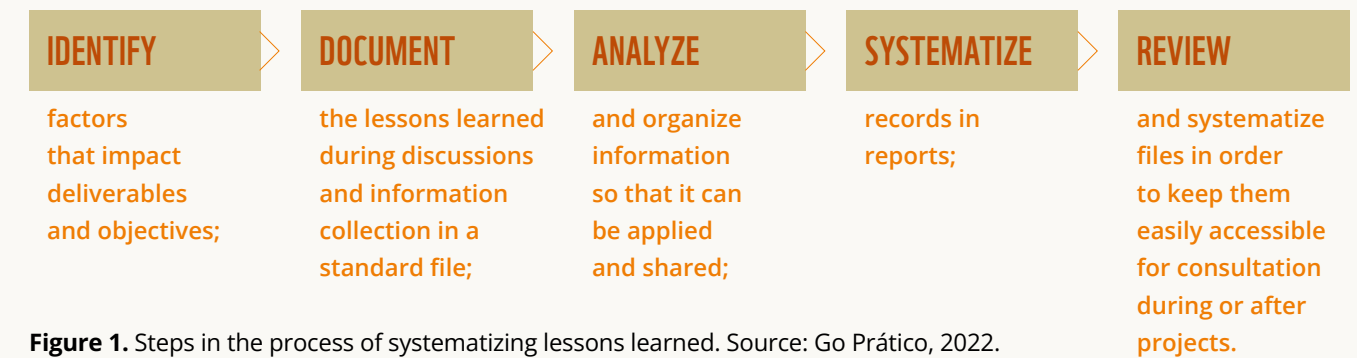 IDENTIFY
factors
that impact
deliverables
and objectives;
DOCUMENT
the lessons learned
during discussions
and information
collection in a
standard file;
ANALYZE
and organize
information
so that it can
be applied
and shared;
SYSTEMATIZE
records in
reports;
REVIEW
and systematize
files in order
to keep them
easily accessible
for consultation
during or after
projects.
Figure 1. Steps in the process of systematizing lessons learned. Source: Go Prático, 2022.